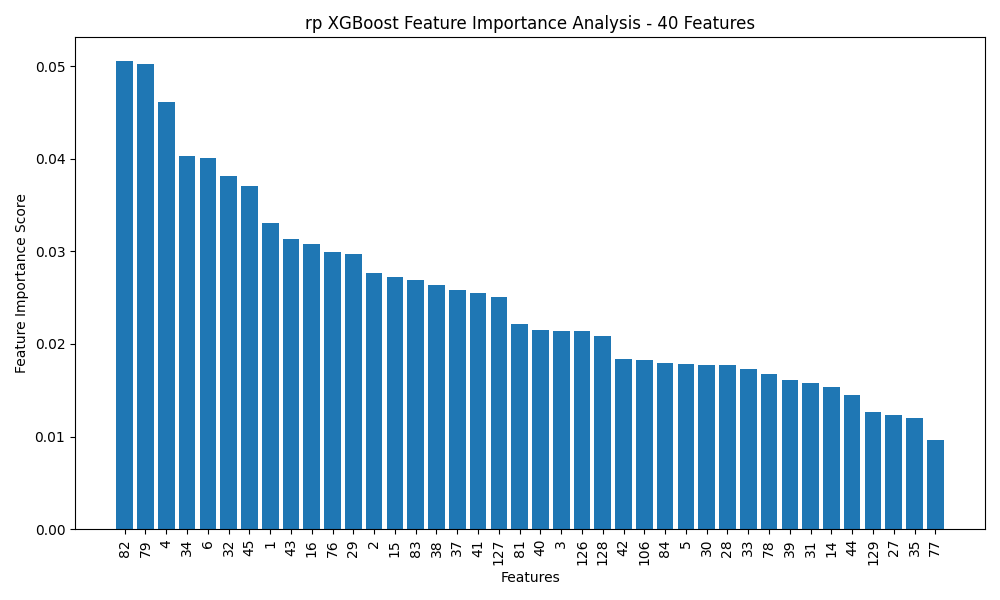 rp XGBoost Feature Importance Analysis - 40 Features
0.05
0.04
0.03
0.02
0.01
0.00
Feature Importance Score
82 79 4 34 6 32 45 1 43 16 76 29 2 15 83 38 37 41 127 81 40 3 126 128 42 106 84 5 30 28 33 78 39 31 14 44 129 27 35 77
Features